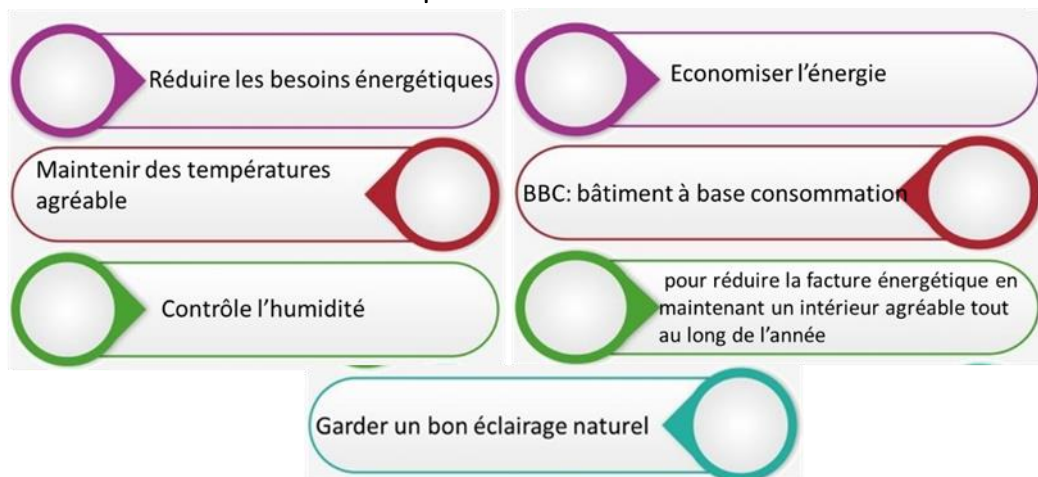 Réduire les besoins énergétiques
Economiser l’énergie
Maintenir des températures
agréable
BBC: bâtiment à base consommation
Contrôle l’humidité
pour réduire la facture énergétique en
maintenant un intérieur agréable tout
au long de l’année
Garder un bon éclairage naturel